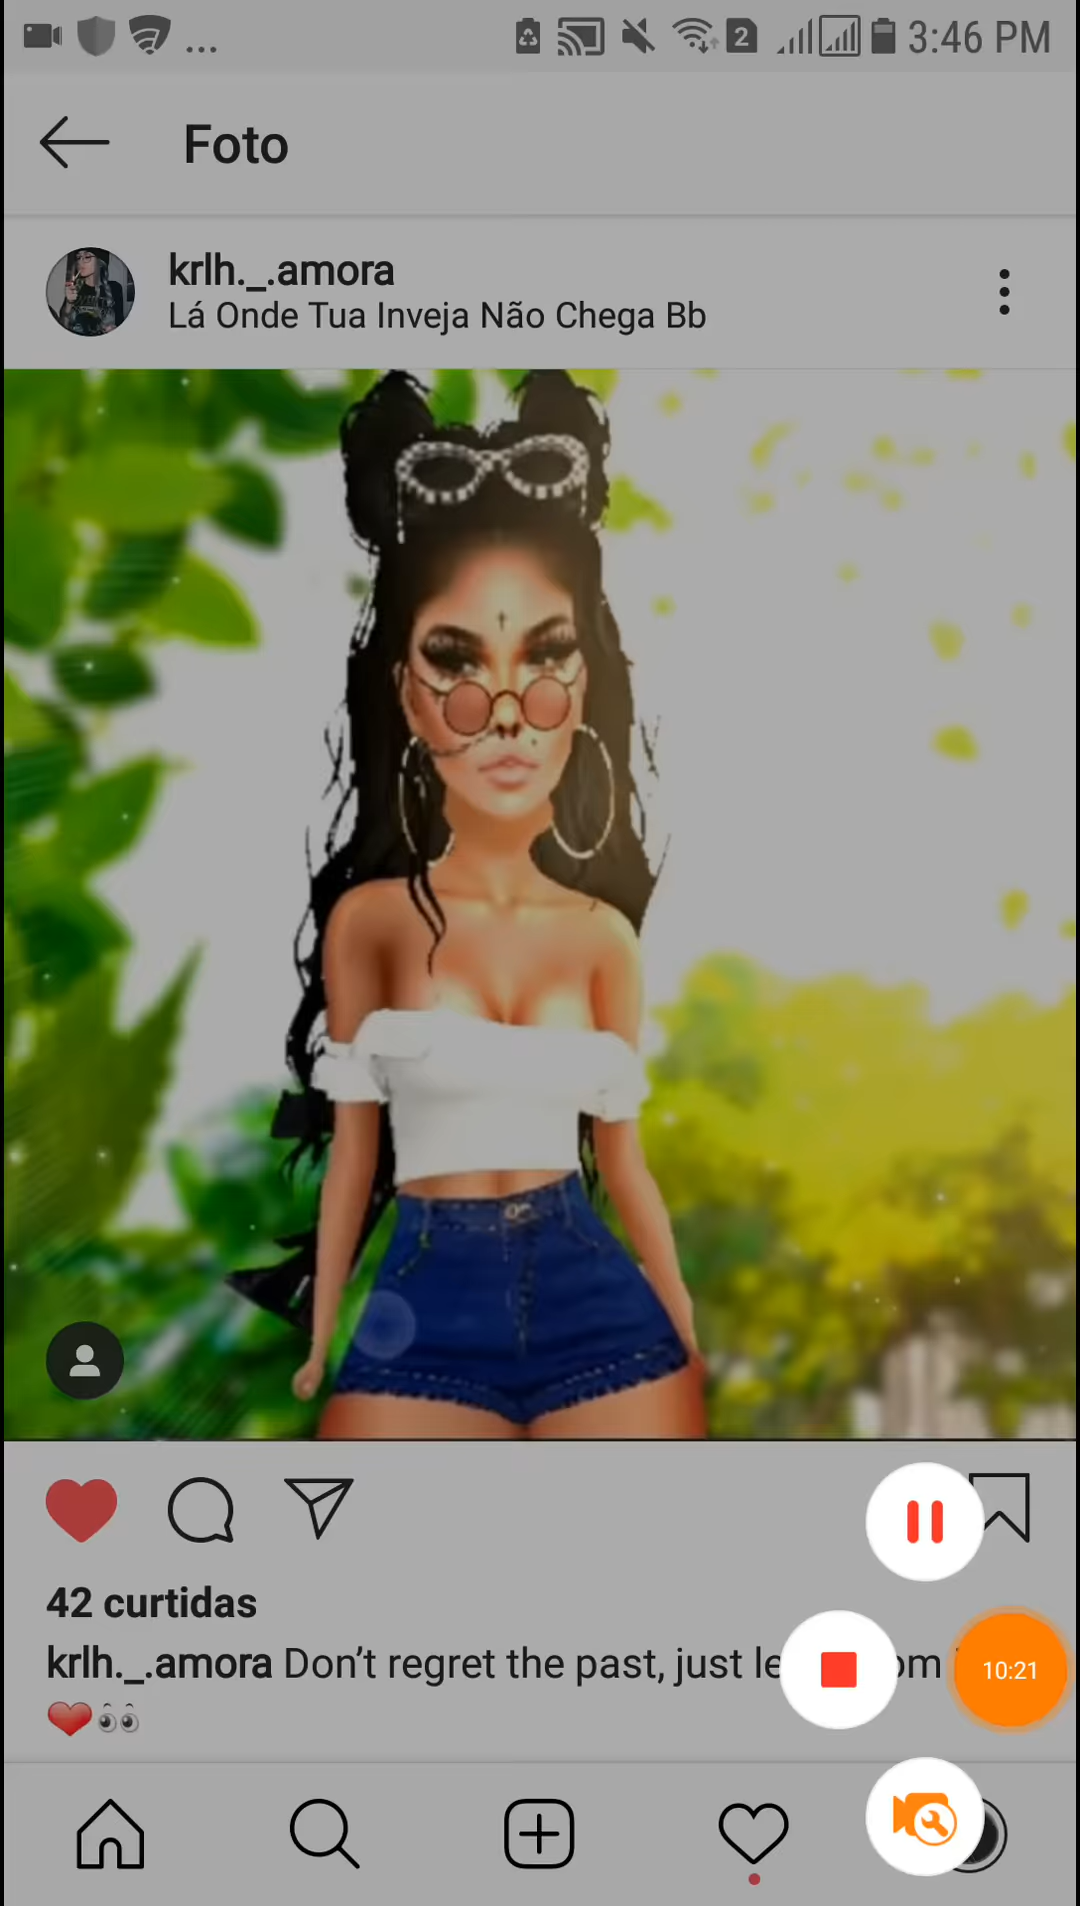 ... 2 3:46 PM
Foto
krlh._.amora
Lá Onde Tua Inveja Não Chega Bb
42 curtidas
krlh._.amora Don't regret the past, just
10:21